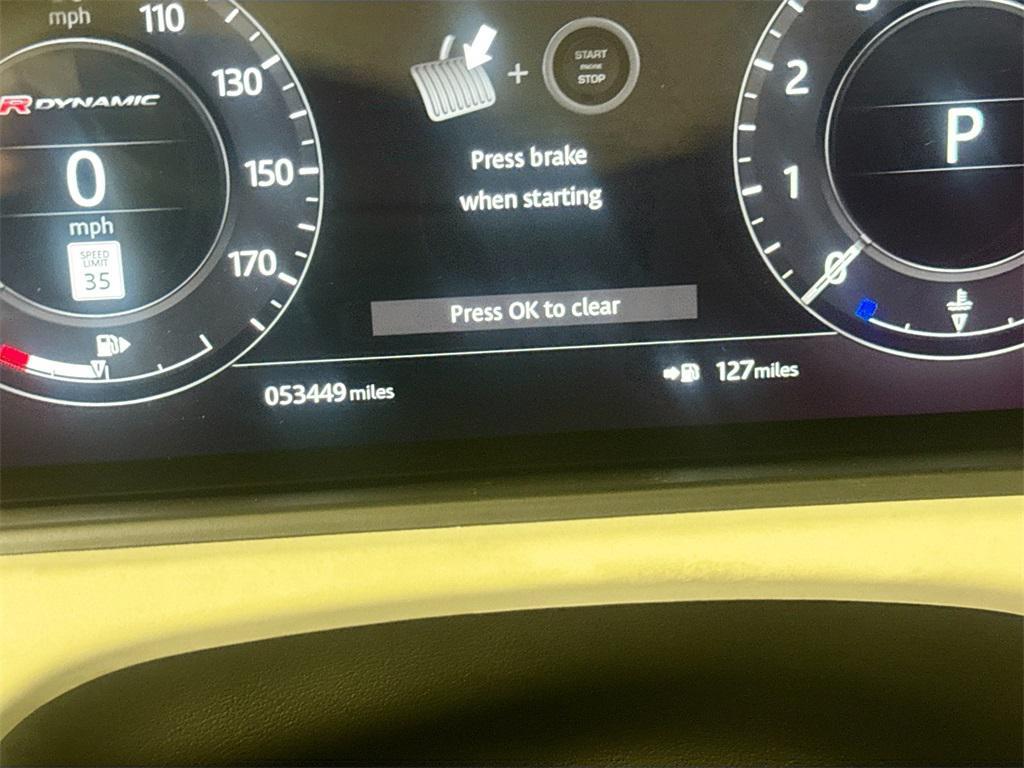 mph
110
130
150
170
R-DYNAMIC
0
mph
SPEED
LIMIT
35
START
ENGINE
STOP
+
Press brake
when starting
Press OK to clear
053449 miles
127 miles
2
1
0
P